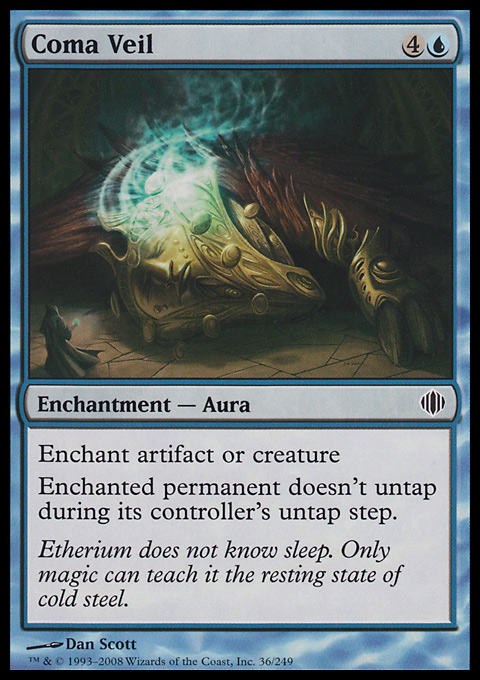 Coma Veil 4
Enchantment — Aura
Enchant artifact or creature
Enchanted permanent doesn't untap
during its controller's untap step.
Etherium does not know sleep. Only
magic can teach it the resting state of
cold steel.
Dan Scott
™ & © 1993–2008 Wizards of the Coast, Inc. 36/249